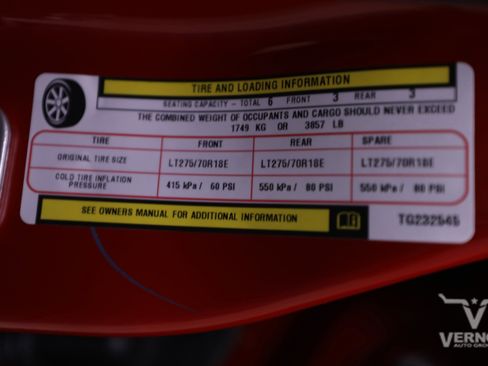 TIRE AND LOADING INFORMATION
SEATING CAPACITY - TOTAL 6 FRONT 3 REAR 3
THE COMBINED WEIGHT OF OCCUPANTS AND CARGO SHOULD NEVER EXCEED
1749 KG OR 3857 LB
TIRE FRONT REAR SPARE
ORIGINAL TIRE SIZE LT275/70R18E LT275/70R18E LT275/70R18E
COLD TIRE INFLATION PRESSURE 415 kPa / 60 PSI 550 kPa / 80 PSI 550 kPa / 80 PSI
SEE OWNERS MANUAL FOR ADDITIONAL INFORMATION
TG232545
AUTO GROUP